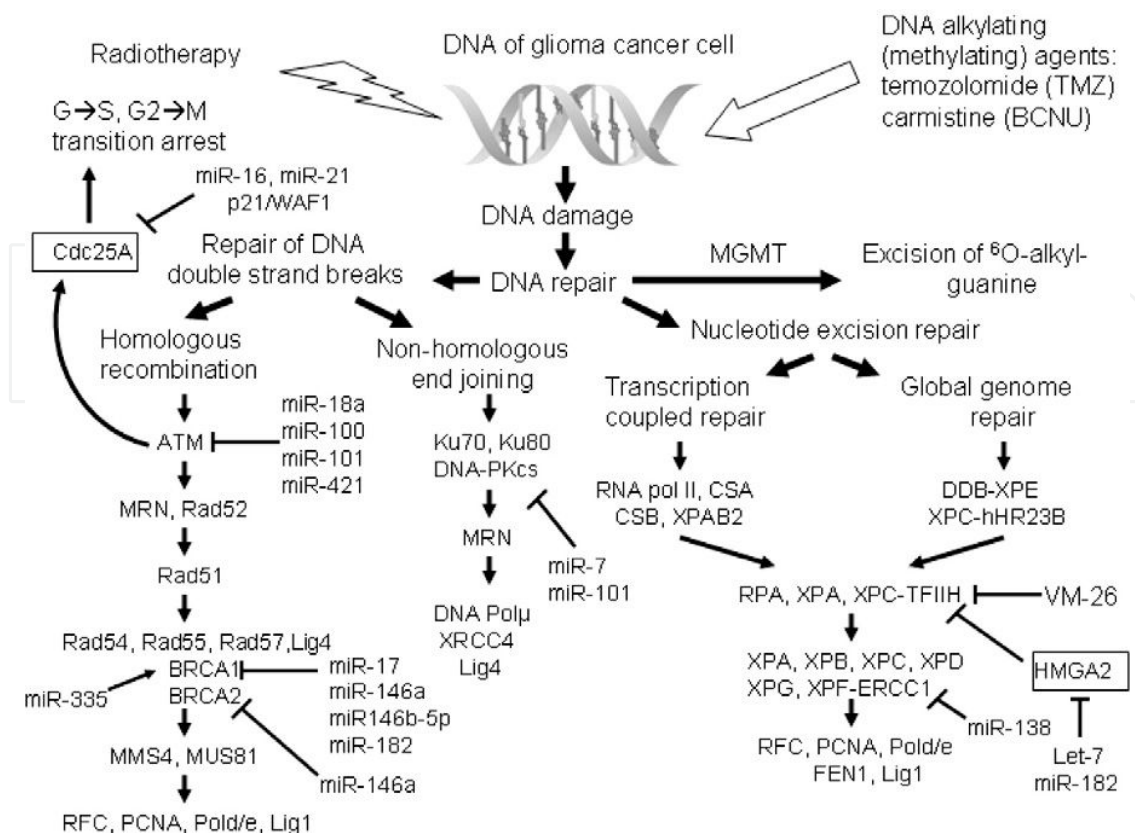 Radiotherapy
DNA of glioma cancer cell
DNA alkylating
(methylating) agents:
temozolomide (TMZ)
carmistine (BCNU)
G→S, G2→M
transition arrest
miR-16, miR-21
p21/WAF1
Cdc25A
DNA damage
Repair of DNA
double strand breaks
DNA repair
MGMT
Excision of ⁶O-alkyl-
guanine
Homologous
recombination
Non-homologous
end joining
Nucleotide excision repair
Transcription
coupled repair
Global genome
repair
ATM
miR-18a
miR-100
miR-101
miR-421
Ku70, Ku80
DNA-PKcs
RNA pol II, CSA
CSB, XPAB2
DDB-XPE
XPC-hHR23B
MRN, Rad52
MRN
miR-7
miR-101
Rad51
RPA, XPA, XPC-TFIIH
VM-26
DNA Polµ
XRCC4
Lig4
Rad54, Rad55, Rad57,Lig4
BRCA1
BRCA2
miR-335
miR-17
miR-146a
miR146b-5p
miR-182
XPA, XPB, XPC, XPD
XPG, XPF-ERCC1
HMGA2
miR-138
MMS4, MUS81
miR-146a
RFC, PCNA, Pold/e
FEN1, Lig1
Let-7
miR-182
RFC, PCNA, Pold/e, Lig1